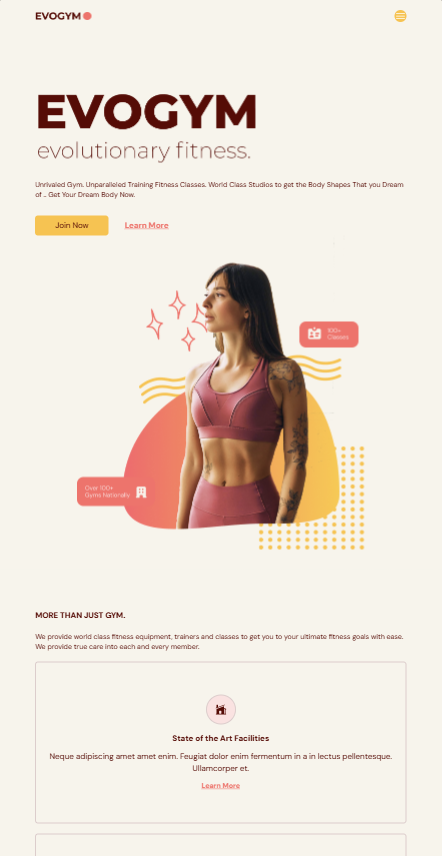 EVOGYM
EVOGYM
evolutionary fitness.
Unrivaled Gym. Unparalleled Training Fitness Classes. World Class Studios to get the Body Shapes That you Dream
of .. Get Your Dream Body Now.
Join Now
Learn More
100+
Classes
Over 100+
Gyms Nationally
MORE THAN JUST GYM.
We provide world class fitness equipment, trainers and classes to get you to your ultimate fitness goals with ease.
We provide true care into each and every member.
State of the Art Facilities
Neque adipiscing amet amet enim. Feugiat dolor enim fermentum in a in lectus pellentesque.
Ullamcorper et.
Learn More